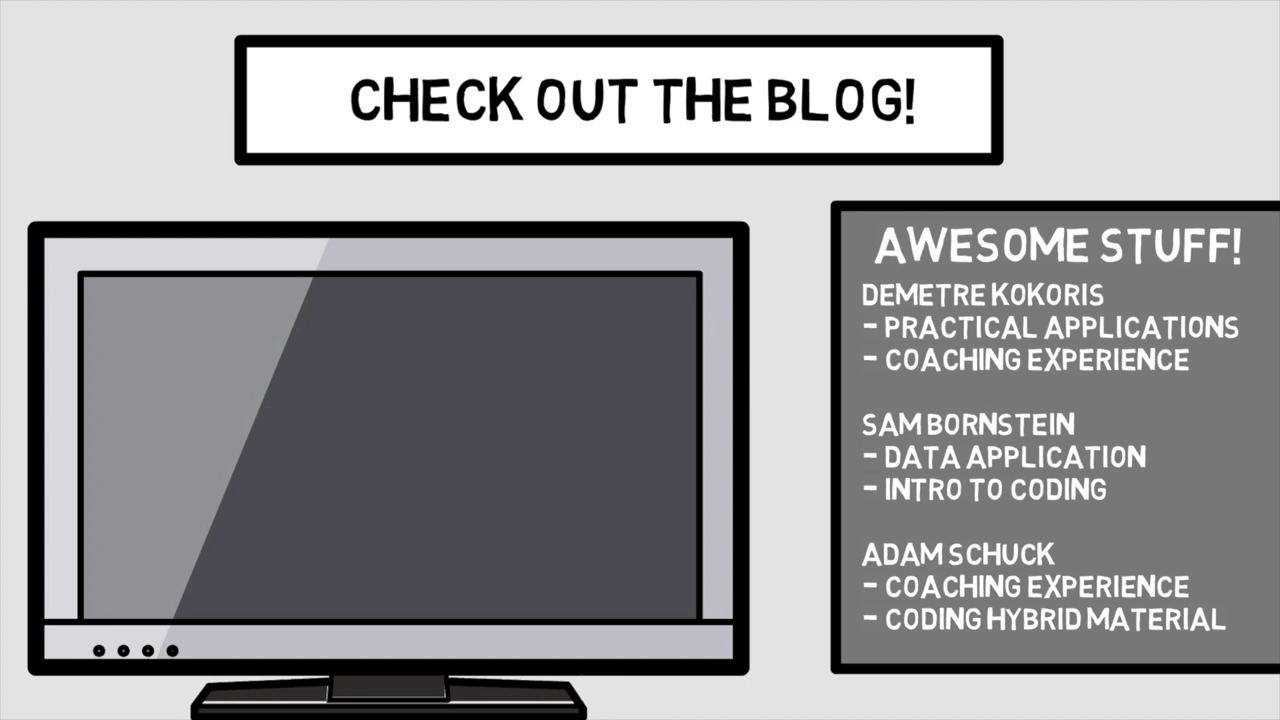 CHECK OUT THE BLOG!
AWESOME STUFF!
DEMETRE KOKORIS
- PRACTICAL APPLICATIONS
- COACHING EXPERIENCE
SAM BORNSTEIN
- DATA APPLICATION
- INTRO TO CODING
ADAM SCHUCK
- COACHING EXPERIENCE
- CODING HYBRID MATERIAL